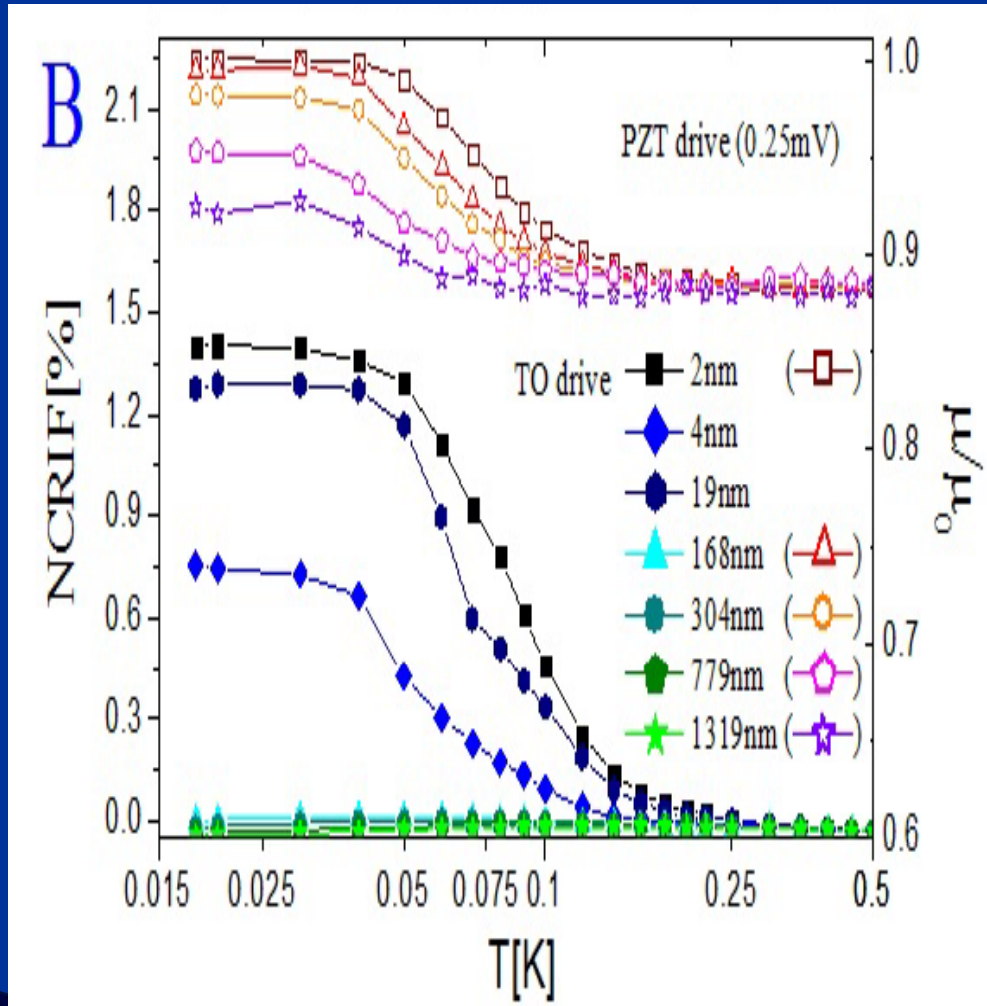 B
PZT drive (0.25mV)
NCRIF[%]
2.1
1.8
1.5
1.2
0.9
0.6
0.3
0.0
1.0
0.9
0.8
0.7
0.6
μ/μ0
TO drive
2nm ( )
4nm
19nm
168nm ( )
304nm ( )
779nm ( )
1319nm ( )
0.015 0.025 0.05 0.075 0.1 0.25 0.5
T[K]